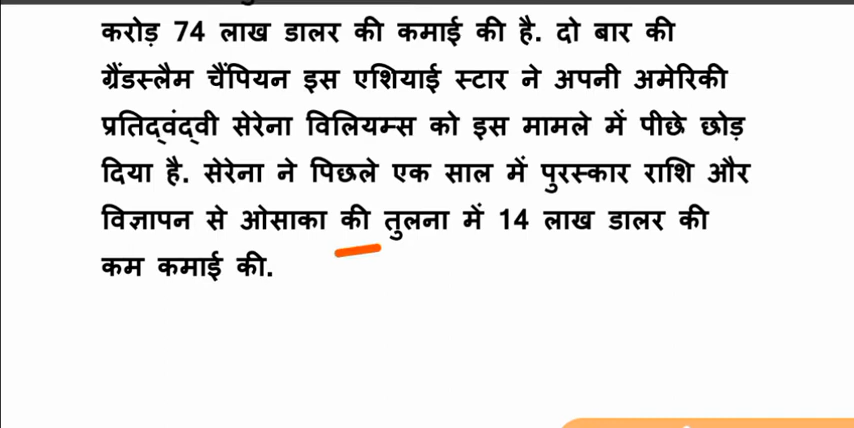 करोड़ 74 लाख डालर की कमाई की है. दो बार की
ग्रैंडस्लैम चैंपियन इस एशियाई स्टार ने अपनी अमेरिकी
प्रतिद्वंद्वी सेरेना विलियम्स को इस मामले में पीछे छोड़
दिया है. सेरेना ने पिछले एक साल में पुरस्कार राशि और
विज्ञापन से ओसाका की तुलना में 14 लाख डालर की
कम कमाई की.